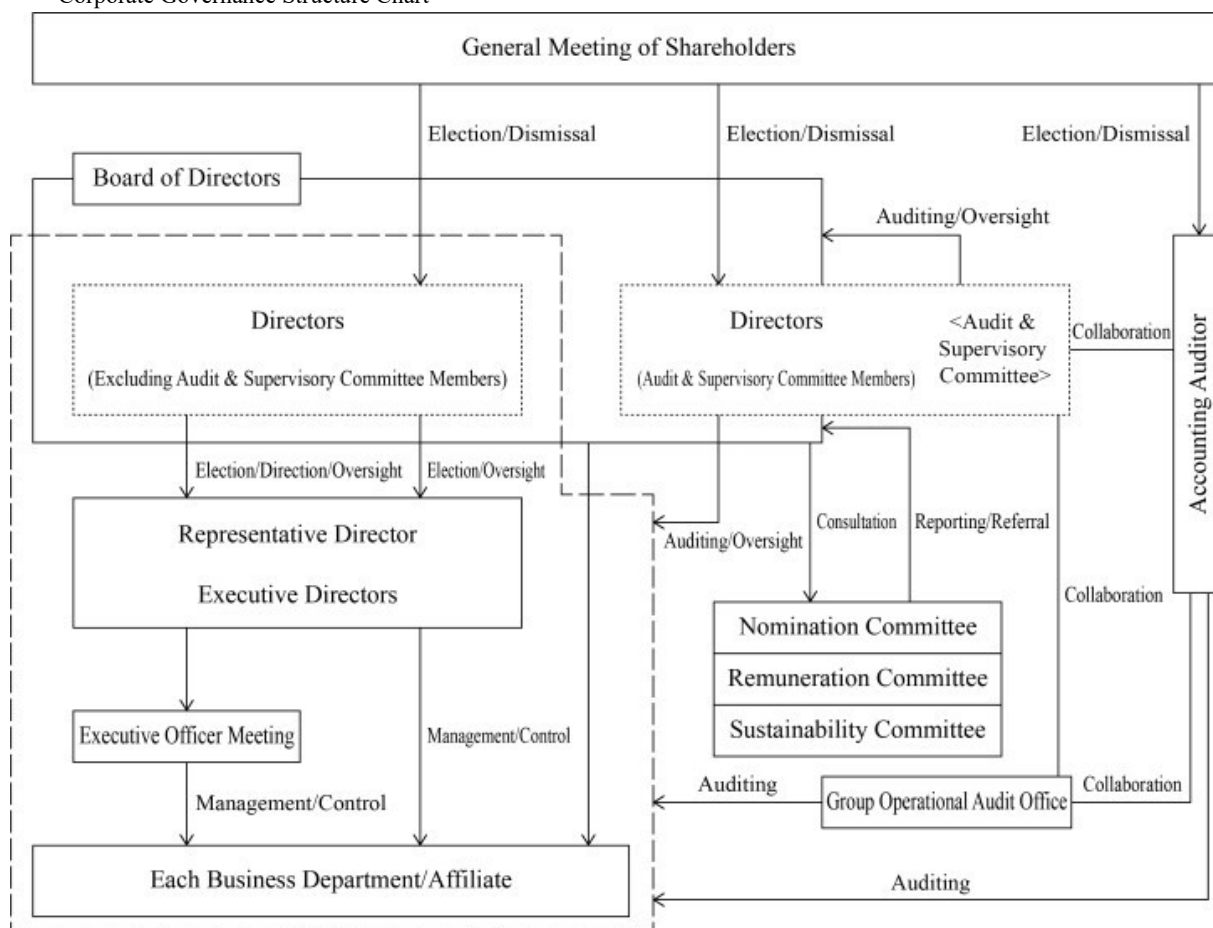 Corporate Governance Structure Chart
General Meeting of Shareholders
Election/Dismissal
Election/Dismissal
Election/Dismissal
Board of Directors
Auditing/Oversight
Directors
(Excluding Audit & Supervisory Committee Members)
Directors
(Audit & Supervisory Committee Members)
<Audit &
Supervisory
Committee>
Collaboration
Accounting Auditor
Election/Direction/Oversight
Election/Oversight
Representative Director
Executive Directors
Auditing/Oversight
Consultation
Reporting/Referral
Collaboration
Nomination Committee
Remuneration Committee
Sustainability Committee
Executive Officer Meeting
Management/Control
Management/Control
Auditing
Group Operational Audit Office
Collaboration
Each Business Department/Affiliate
Auditing